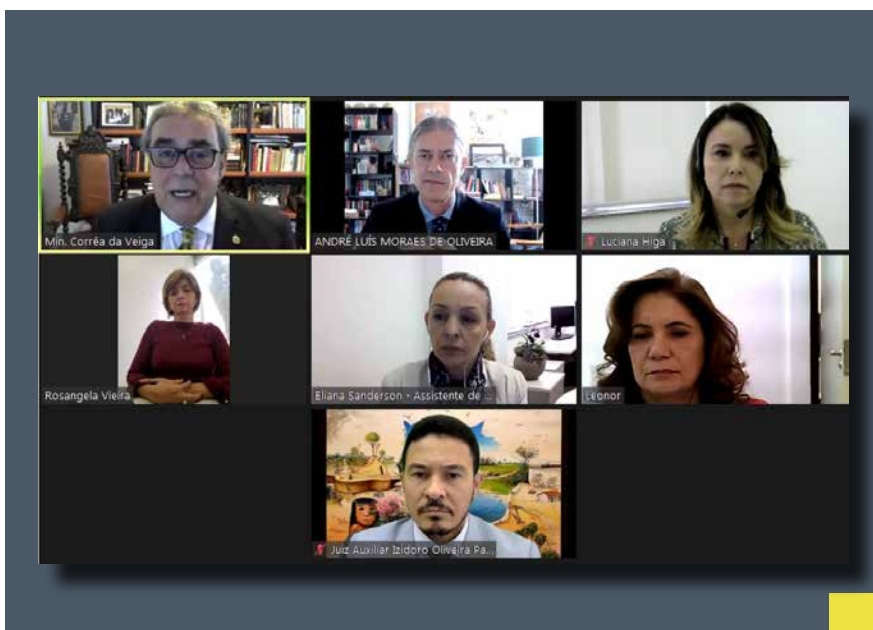 Min. Corrêa da Veiga
ANDRÉ LUÍS MORAES DE OLIVEIRA
Luciana Higa
Rosangela Vieira
Eliana Sanderson - Assistente de ...
Leonor
Juiz Auxiliar Izidoro Oliveira Pa...